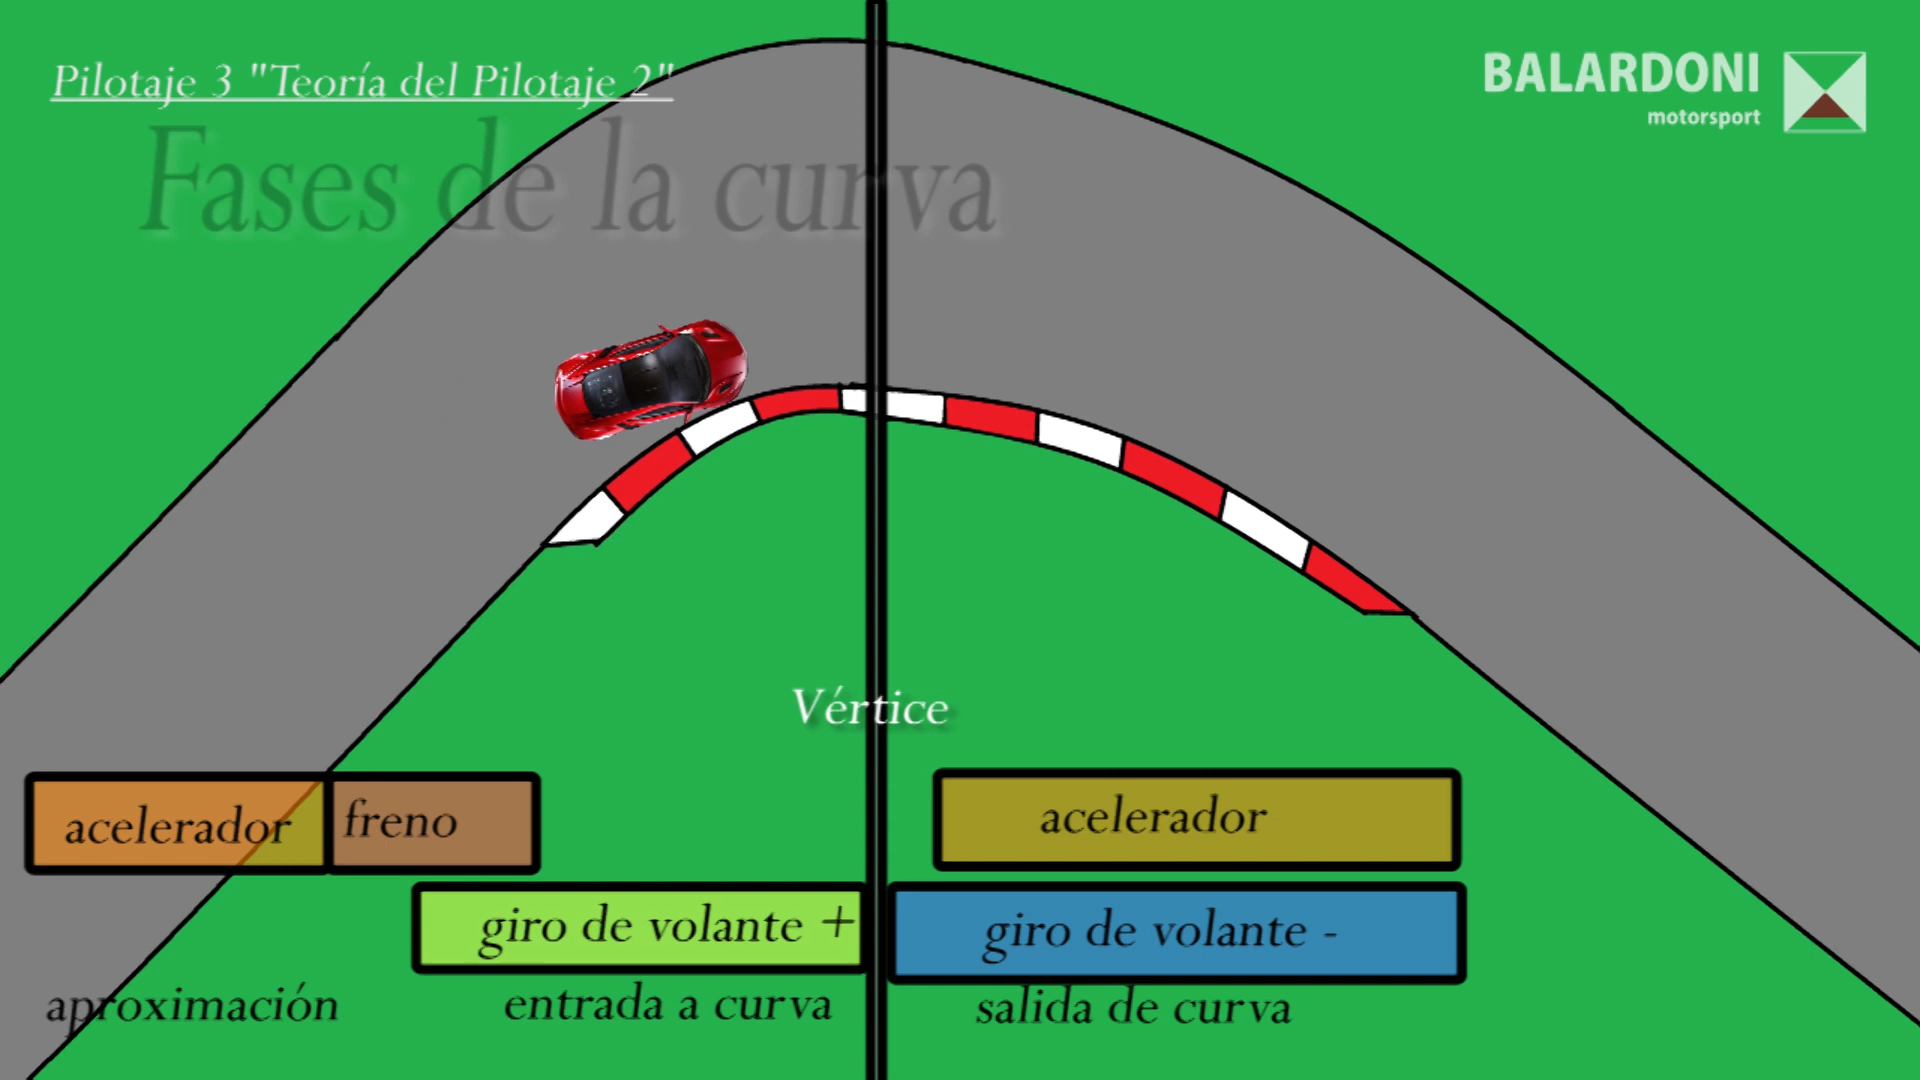 Pilotaje 3 "Teoría del Pilotaje 2"
BALARDONI
motorsport
Fases de la curva
Vértice
acelerador
freno
acelerador
giro de volante +
giro de volante -
aproximación
entrada a curva
salida de curva